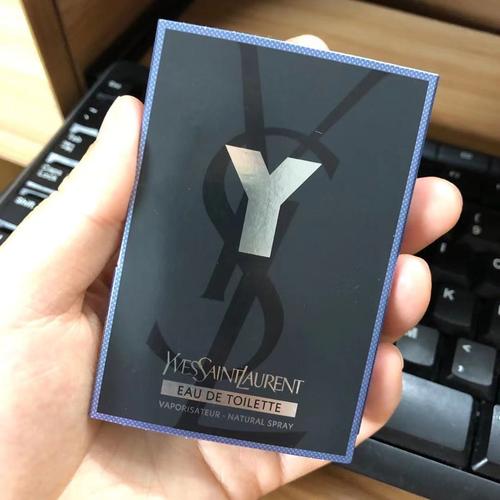 Y
YVESSAINTLAURENT
EAU DE TOILETTE
VAPORISATEUR - NATURAL SPRAY
K
L